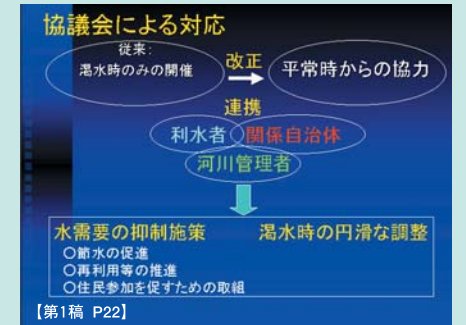 協議会による対応
従来：
渇水時のみの開催
改正
平常時からの協力
連携
利水者
関係自治体
河川管理者
水需要の抑制施策
渇水時の円滑な調整
○節水の促進
○再利用等の推進
○住民参加を促すための取組
【第1稿 P22】